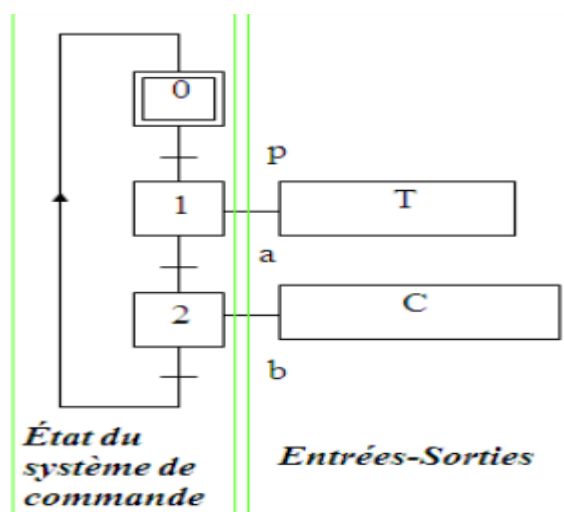 0
p
1
T
a
2
C
b
État du
système de
commande
Entrées-Sorties